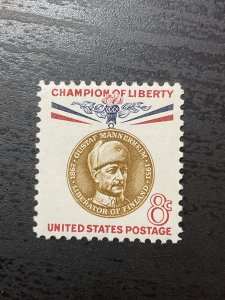 CHAMPION OF LIBERTY
1867 · GUSTAF MANNERHEIM · 1951
LIBERATOR OF FINLAND
8¢
UNITED STATES POSTAGE